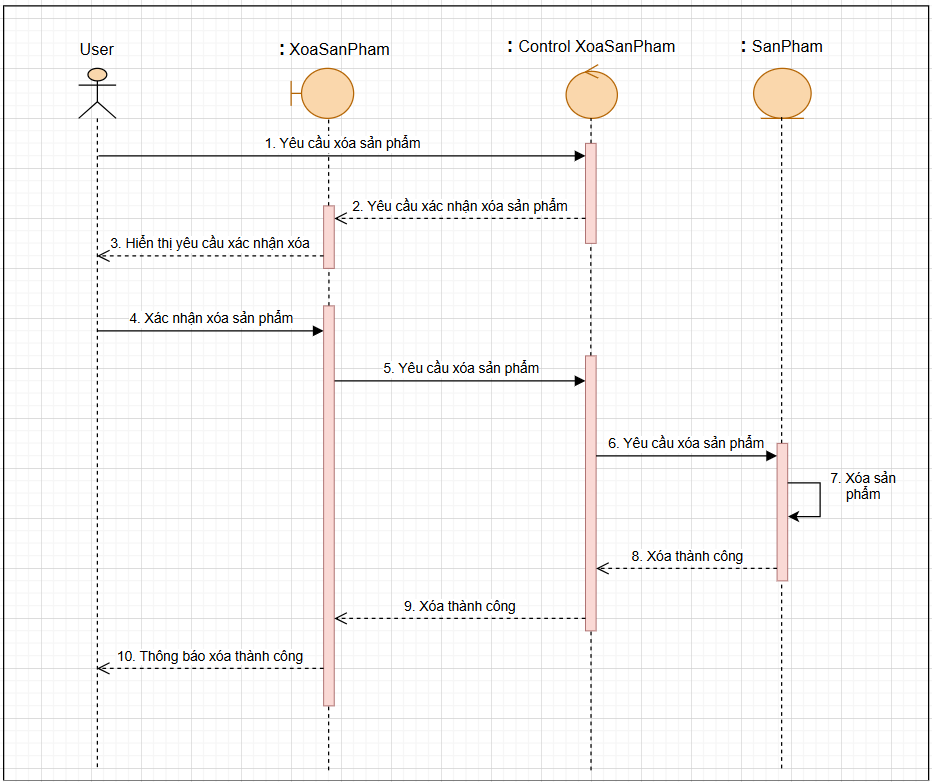 User
: XoaSanPham
: Control XoaSanPham
: SanPham
1. Yêu cầu xóa sản phẩm
2. Yêu cầu xác nhận xóa sản phẩm
3. Hiển thị yêu cầu xác nhận xóa
4. Xác nhận xóa sản phẩm
5. Yêu cầu xóa sản phẩm
6. Yêu cầu xóa sản phẩm
7. Xóa sản
phẩm
8. Xóa thành công
9. Xóa thành công
10. Thông báo xóa thành công